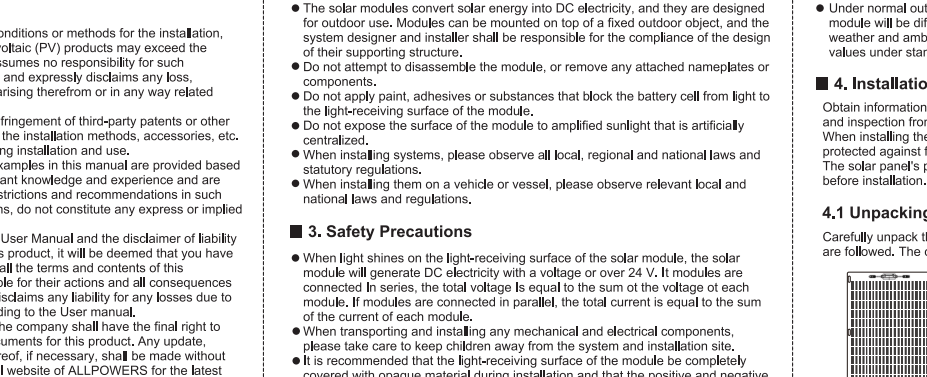 onditions or methods for the installation,
voltaic (PV) products may exceed the
ssumes no responsibility for such
and expressly disclaims any loss,
arising therefrom or in any way related
fringement of third-party patents or other
the installation methods, accessories, etc.
ng installation and use.
xamples in this manual are provided based
ant knowledge and experience and are
strictions and recommendations in such
ns, do not constitute any express or implied
User Manual and the disclaimer of liability
s product, it will be deemed that you have
all the terms and contents of this
ble for their actions and all consequences
isclaims any liability for any losses due to
ding to the User manual.
he company shall have the final right to
cuments for this product. Any update,
reof, if necessary, shall be made without
l website of ALLPOWERS for the latest
● The solar modules convert solar energy into DC electricity, and they are designed
for outdoor use. Modules can be mounted on top of a fixed outdoor object, and the
system designer and installer shall be responsible for the compliance of the design
of their supporting structure.
● Do not attempt to disassemble the module, or remove any attached nameplates or
components.
● Do not apply paint, adhesives or substances that block the battery cell from light to
the light-receiving surface of the module.
● Do not expose the surface of the module to amplified sunlight that is artificially
centralized.
● When installing systems, please observe all local, regional and national laws and
statutory regulations.
● When installing them on a vehicle or vessel, please observe relevant local and
national laws and regulations.
■ 3. Safety Precautions
● When light shines on the light-receiving surface of the solar module, the solar
module will generate DC electricity with a voltage or over 24 V. It modules are
connected In series, the total voltage Is equal to the sum ot the voltage ot each
module. If modules are connected in parallel, the total current is equal to the sum
of the current of each module.
● When transporting and installing any mechanical and electrical components,
please take care to keep children away from the system and installation site.
● It is recommended that the light-receiving surface of the module be completely
covered with opaque material during installation and that the positive and negative
● Under normal out
module will be dif
weather and amb
values under star
■ 4. Installatio
Obtain information
and inspection from
When installing the
protected against f
The solar panel's p
before installation.
4.1 Unpacking
Carefully unpack th
are followed. The o